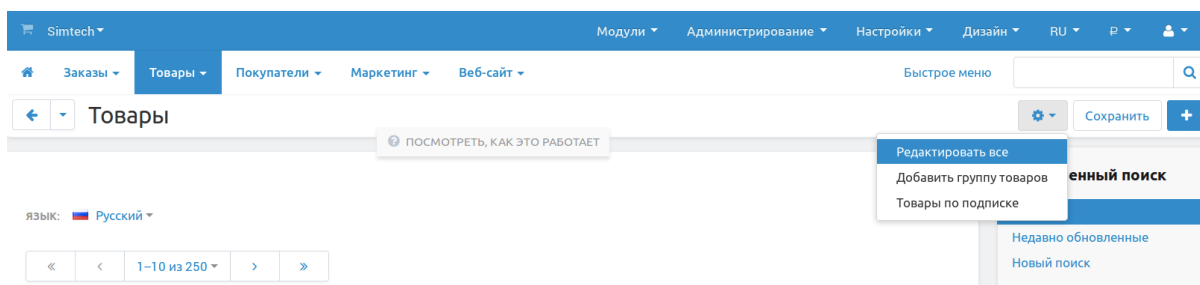 Simtech Модули Администрирование Настройки Дизайн RU ₽
Заказы Товары Покупатели Маркетинг Веб-сайт Быстрое меню
Товары Сохранить
ПОСМОТРЕТЬ, КАК ЭТО РАБОТАЕТ
Редактировать все
Добавить группу товаров
Товары по подписке
енный поиск
язык: Русский
Недавно обновленные
Новый поиск
« < 1–10 из 250 > »